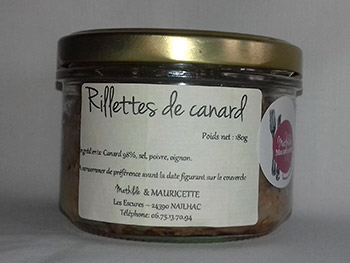 Rillettes de canard
Poids net : 180g
Ingrédients: Canard 98%, sel, poivre, oignon.
A consommer de préférence avant la date figurant sur le couvercle
Mathilde & MAURICETTE
Les Escures - 24390 NAILHAC
Téléphone: 06.75.13.70.94